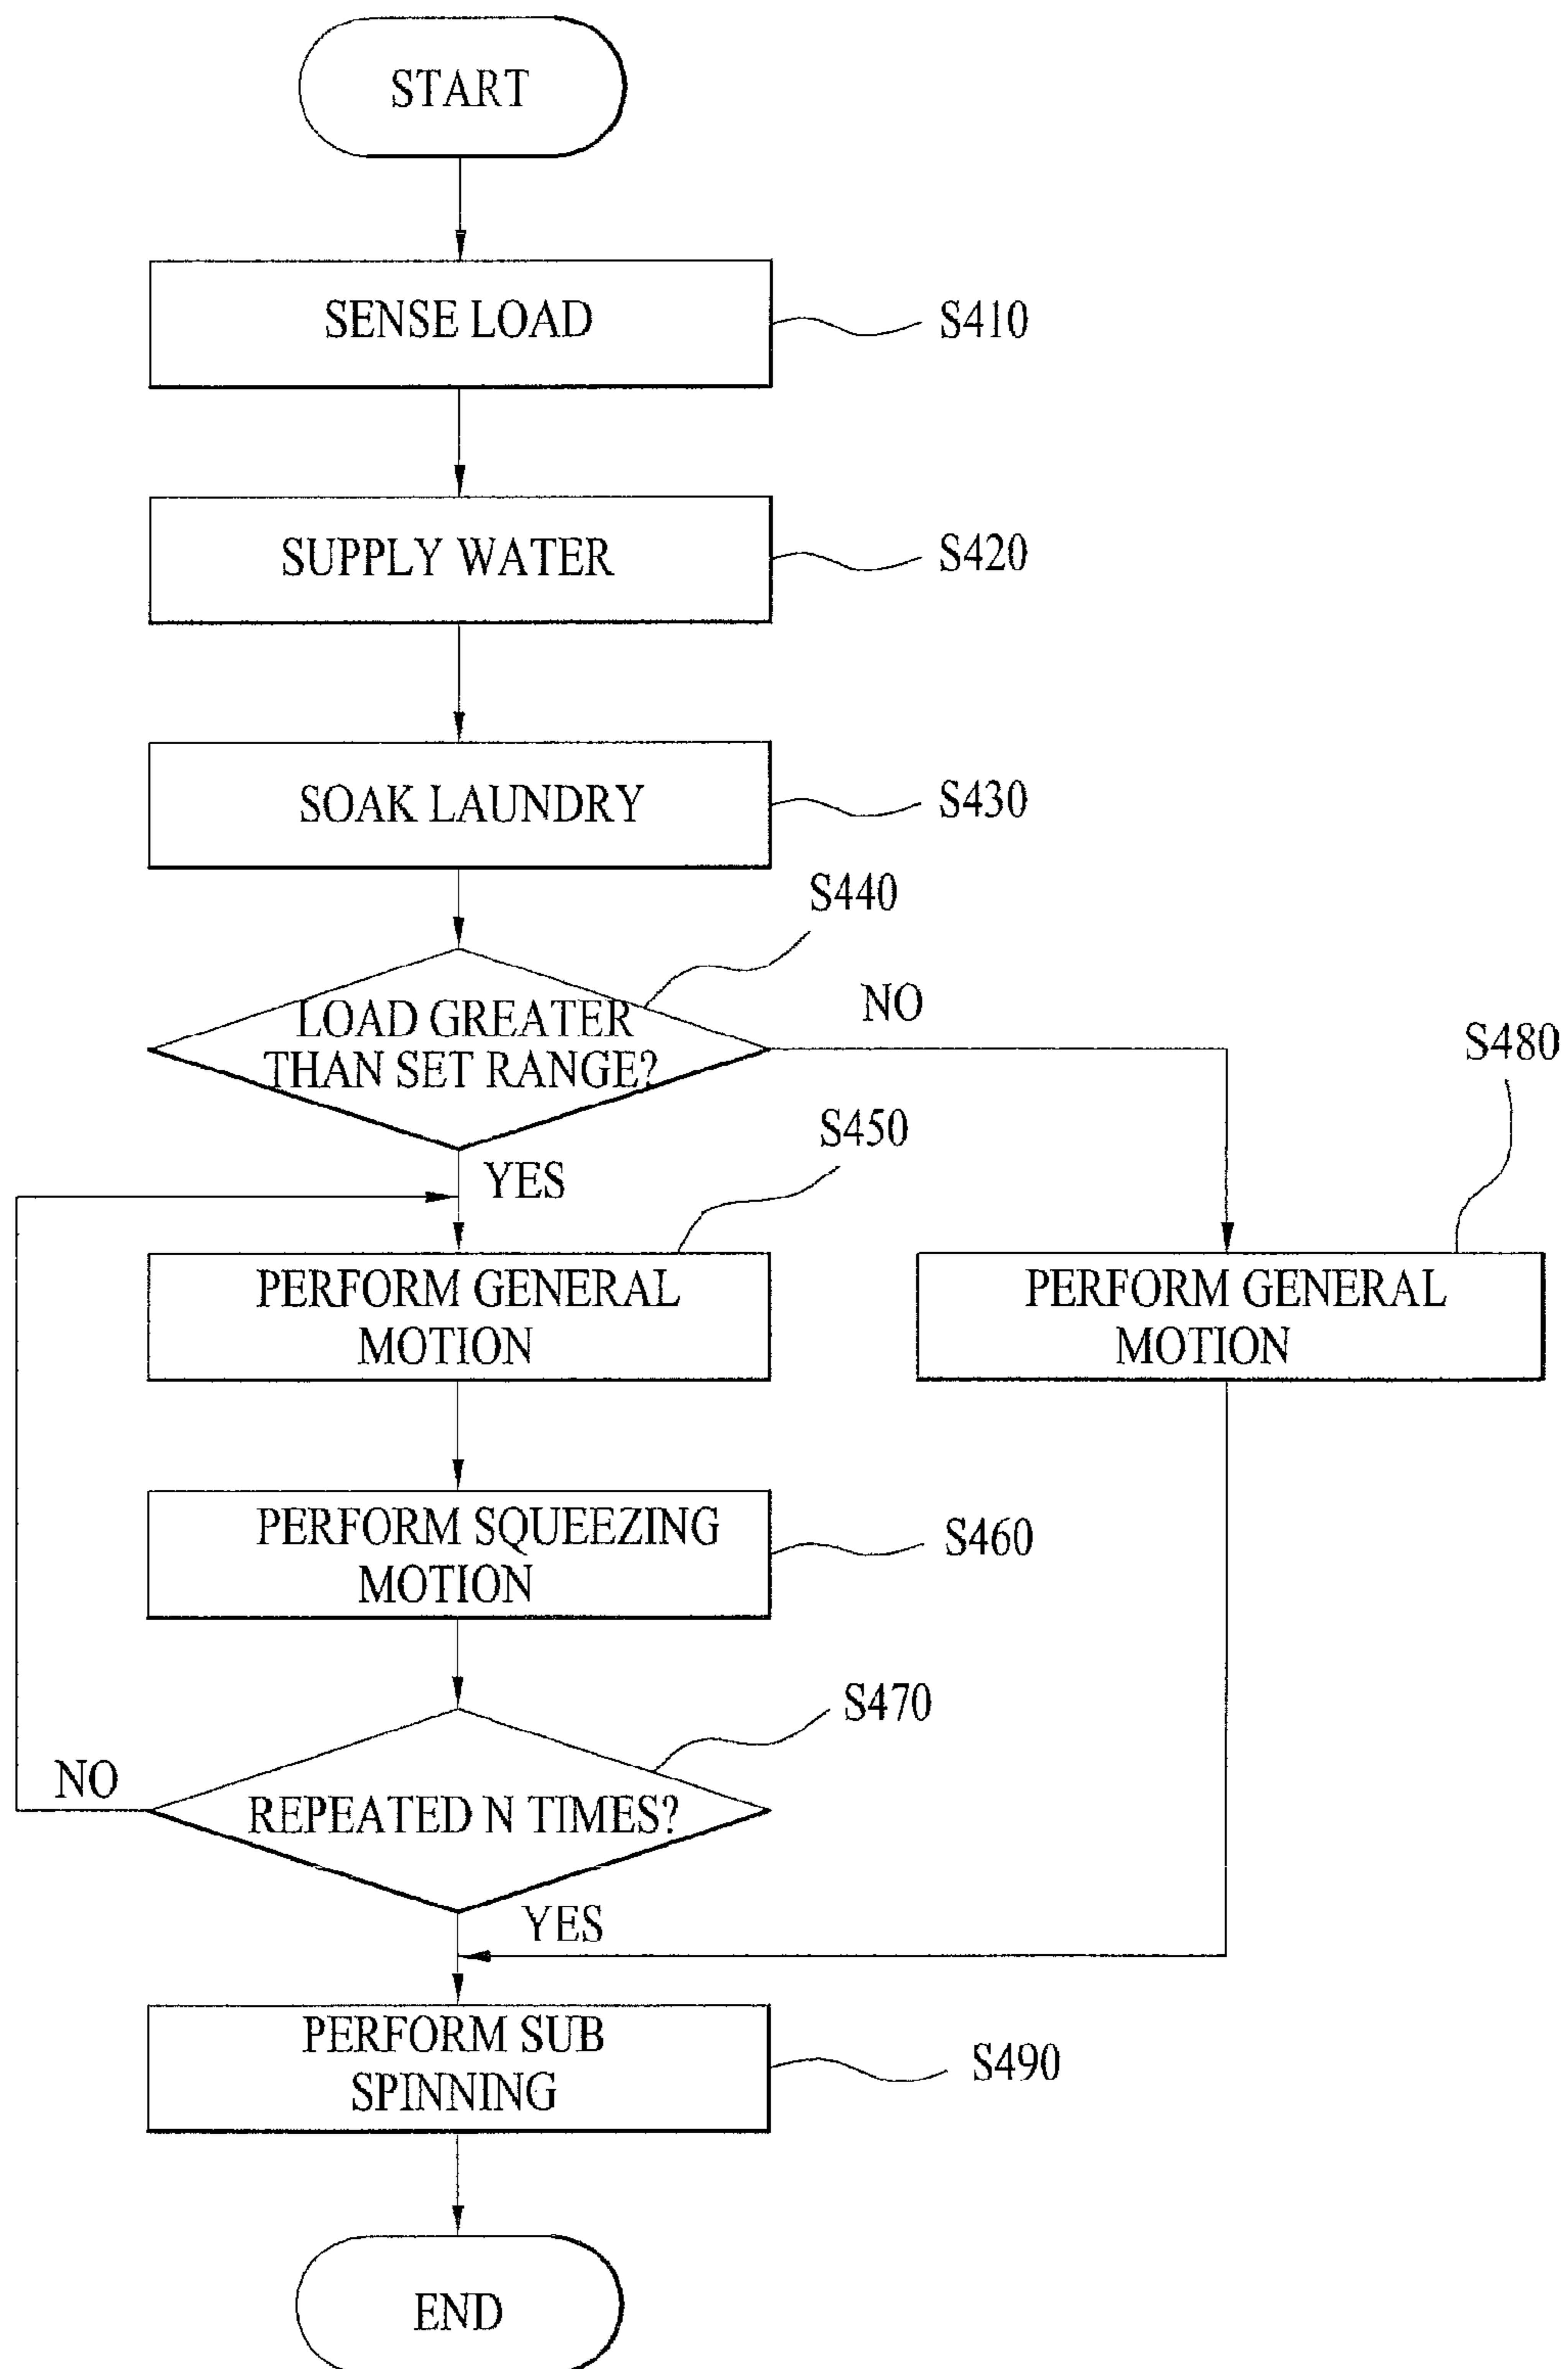 START
SENSE LOAD
S410
SUPPLY WATER
S420
SOAK LAUNDRY
S430
S440
LOAD GREATER
THAN SET RANGE?
NO
S480
YES
S450
PERFORM GENERAL
MOTION
PERFORM GENERAL
MOTION
PERFORM SQUEEZING
MOTION
S460
S470
NO
REPEATED N TIMES?
YES
PERFORM SUB
SPINNING
S490
END